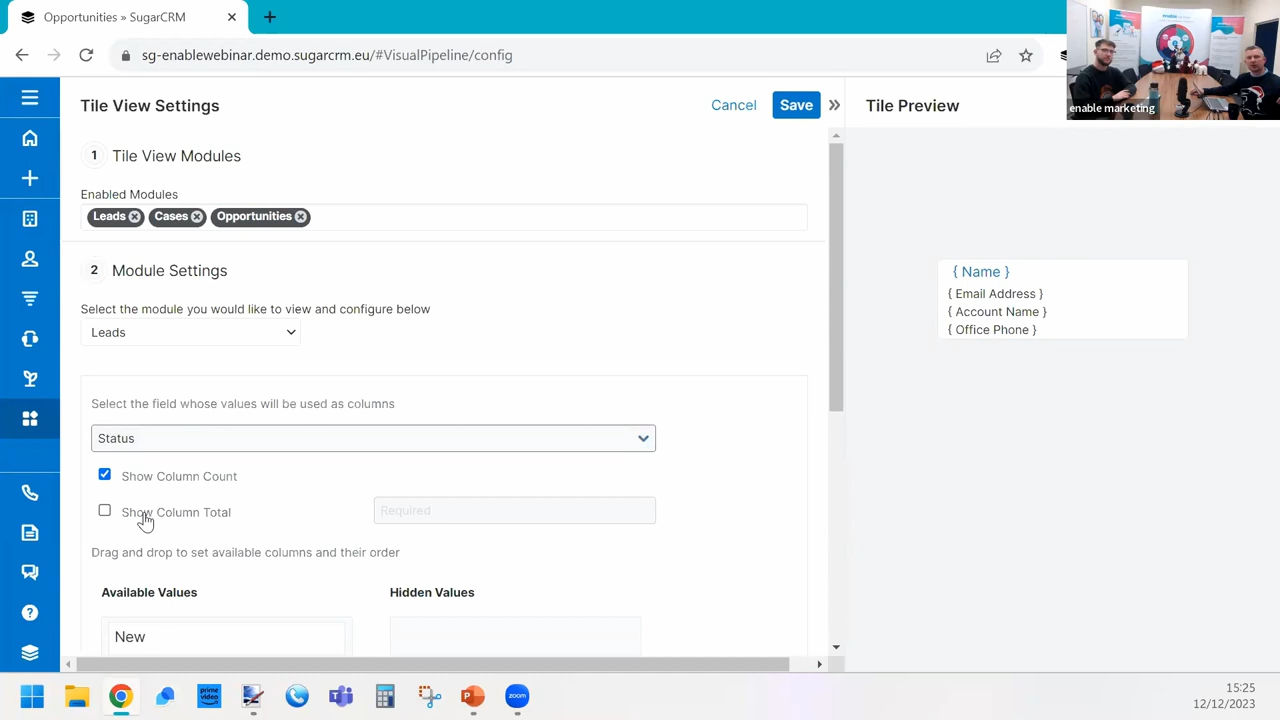 Opportunities » SugarCRM
sg-enablewebinar.demo.sugarcrm.eu/#VisualPipeline/config
enable marketing
Tile View Settings
Cancel
Save
Tile Preview
1 Tile View Modules
Enabled Modules
Leads
Cases
Opportunities
2 Module Settings
Select the module you would like to view and configure below
Leads
{ Name }
{ Email Address }
{ Account Name }
{ Office Phone }
Select the field whose values will be used as columns
Status
Show Column Count
Show Column Total
Required
Drag and drop to set available columns and their order
Available Values
Hidden Values
New
prime video
zoom
15:25
12/12/2023